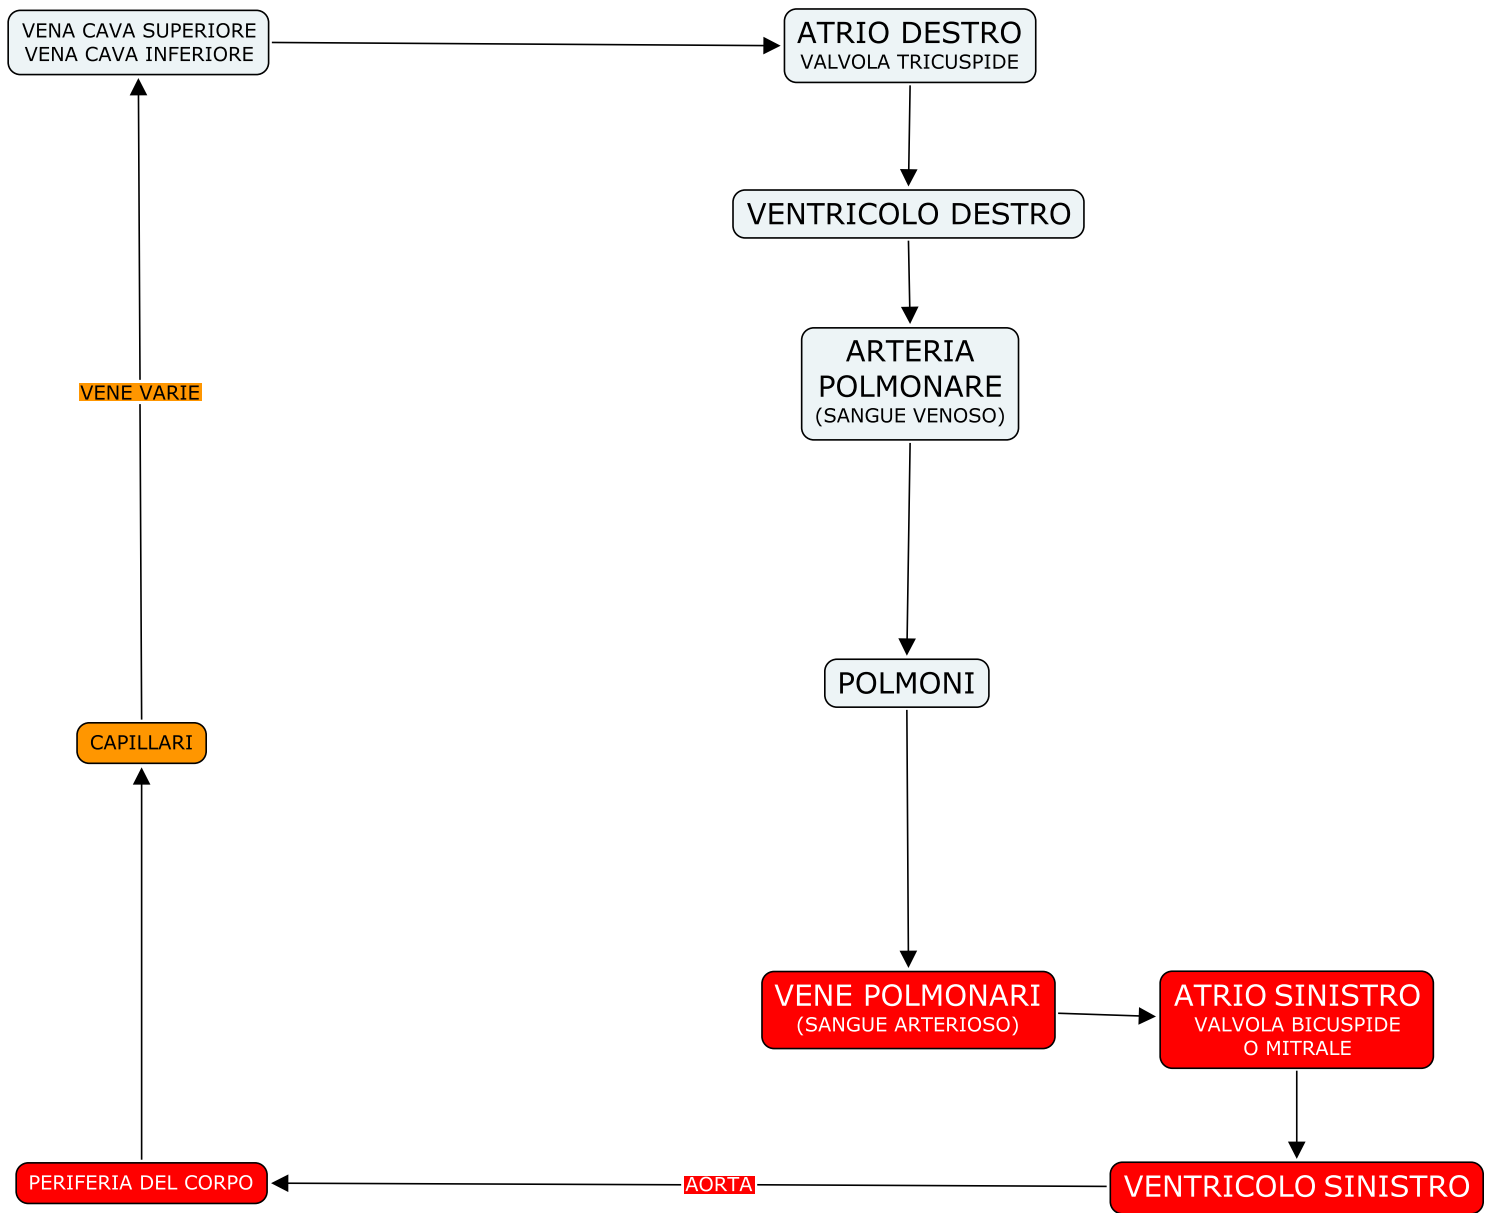 VENA CAVA SUPERIORE
VENA CAVA INFERIORE
ATRIO DESTRO
VALVOLA TRICUSPIDE
VENTRICOLO DESTRO
ARTERIA
POLMONARE
(SANGUE VENOSO)
VENE VARIE
POLMONI
CAPILLARI
VENE POLMONARI
(SANGUE ARTERIOSO)
ATRIO SINISTRO
VALVOLA BICUSPIDE
O MITRALE
PERIFERIA DEL CORPO
AORTA
VENTRICOLO SINISTRO